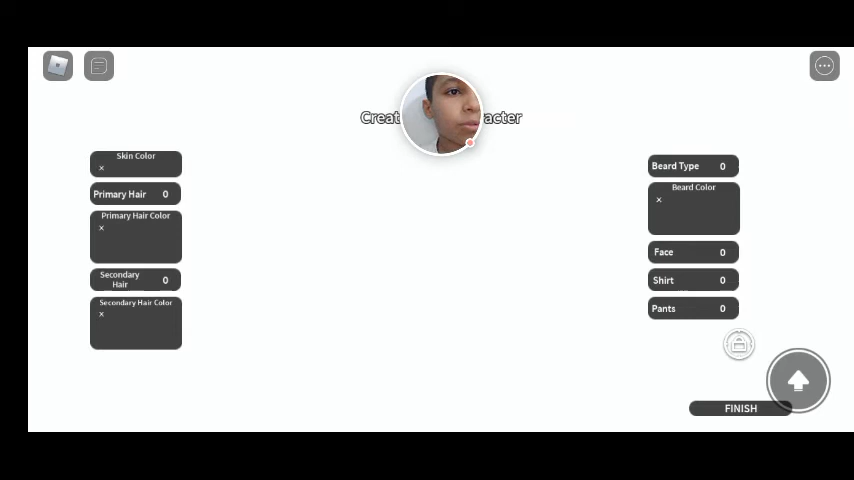 Creat acter
Skin Color
×
Primary Hair 0
Primary Hair Color
×
Secondary
Hair 0
Secondary Hair Color
×
Beard Type 0
Beard Color
×
Face 0
Shirt 0
Pants 0
FINISH